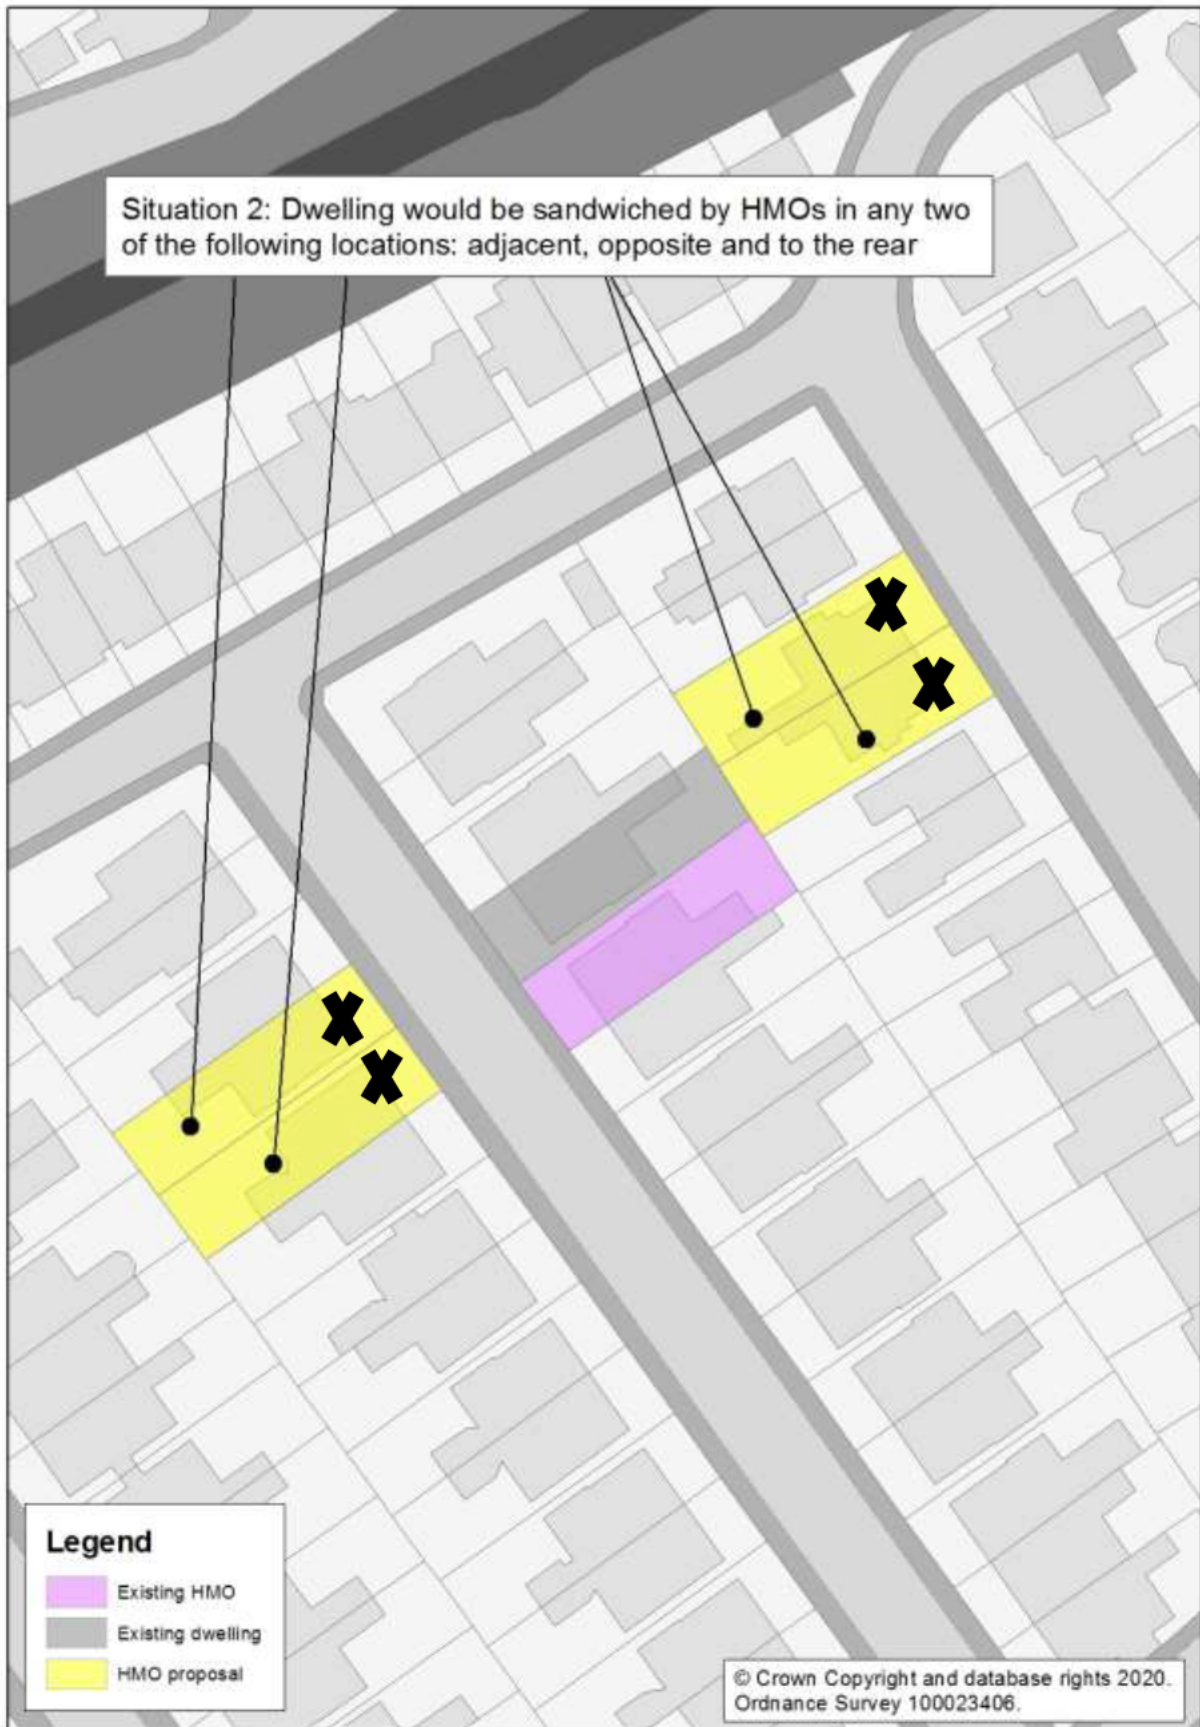 Situation 2: Dwelling would be sandwiched by HMOs in any two
of the following locations: adjacent, opposite and to the rear
Legend
Existing HMO
Existing dwelling
HMO proposal
© Crown Copyright and database rights 2020.
Ordnance Survey 100023406.